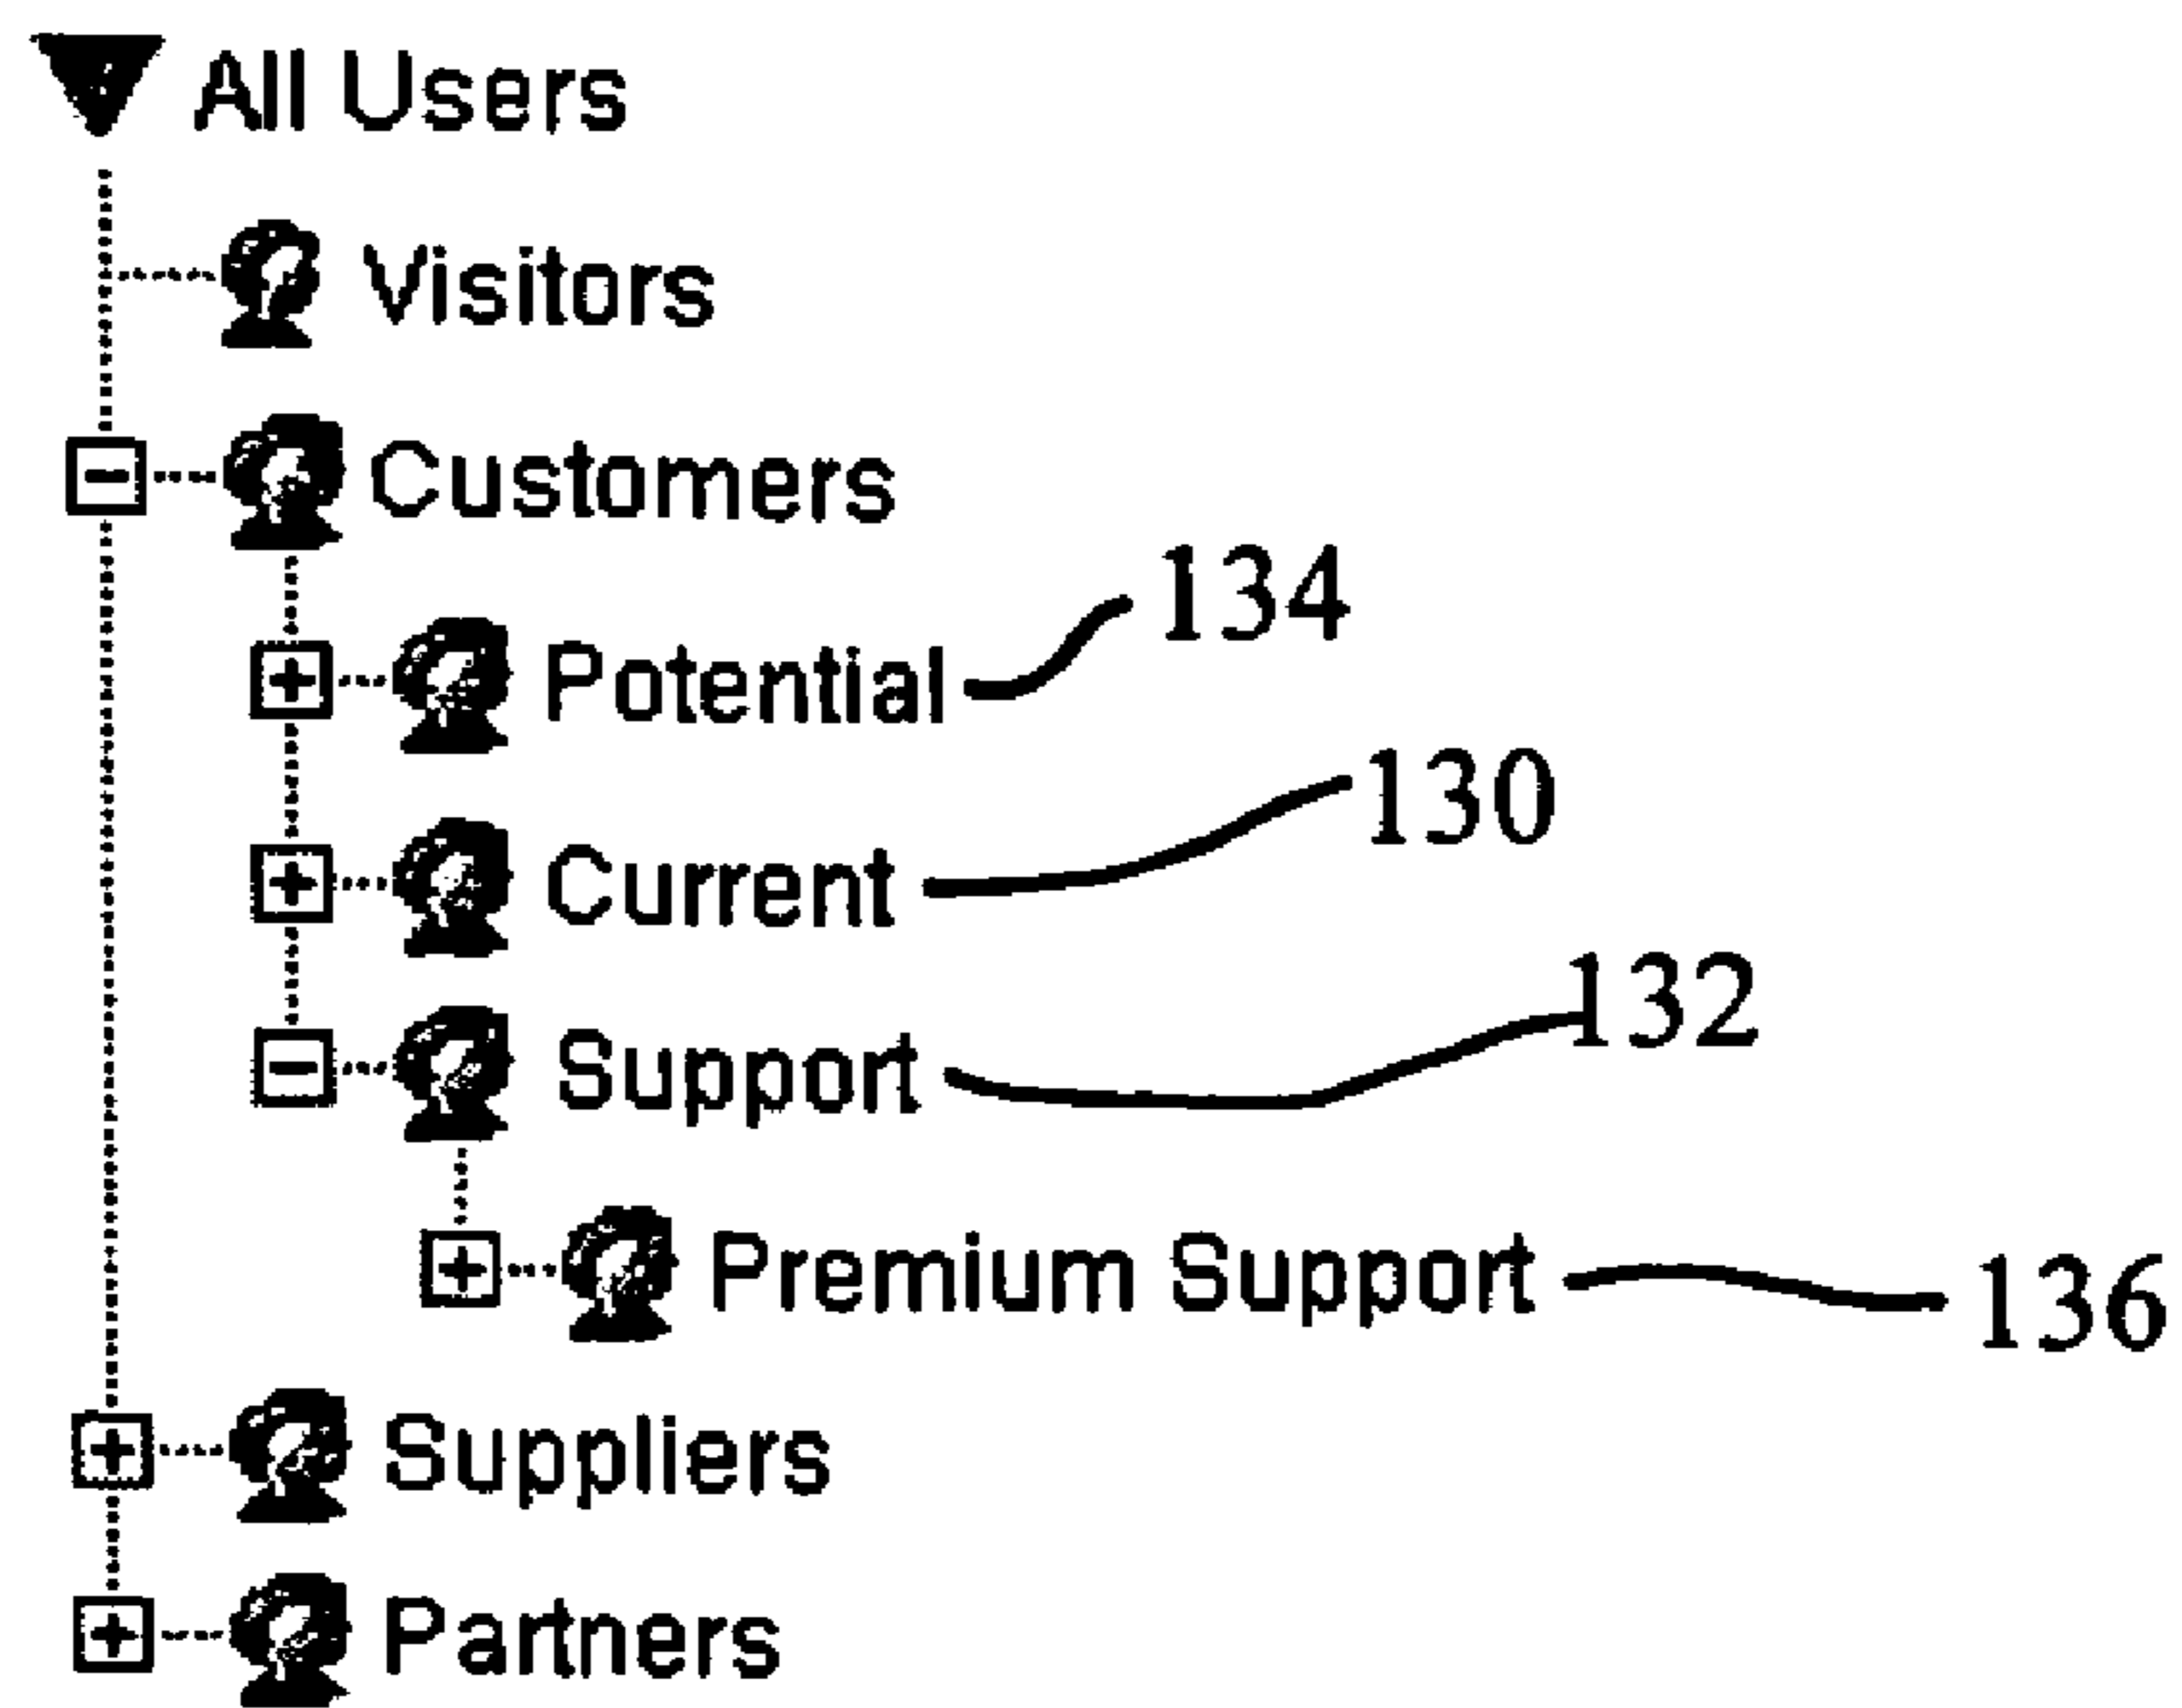 All Users
Visitors
Customers
Potential 134
Current 130
Support 132
Premium Support 136
Suppliers
Partners